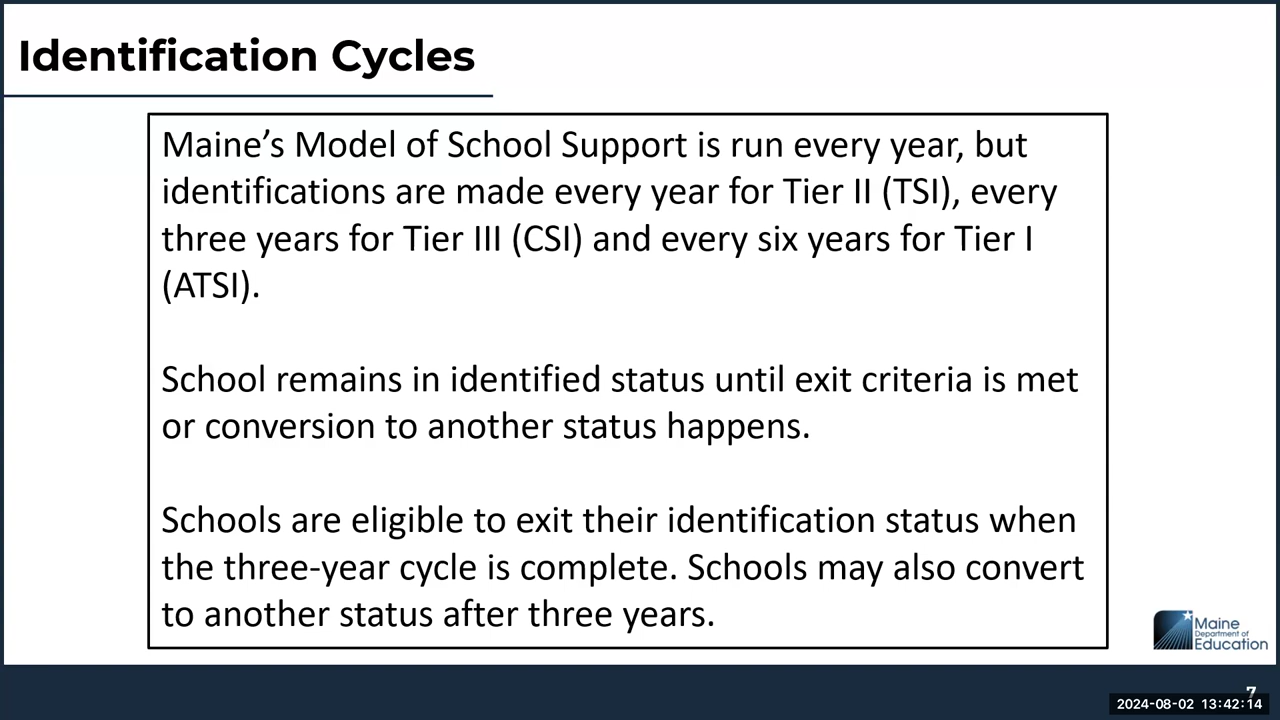 Identification Cycles
Maine’s Model of School Support is run every year, but
identifications are made every year for Tier II (TSI), every
three years for Tier III (CSI) and every six years for Tier I
(ATSI).
School remains in identified status until exit criteria is met
or conversion to another status happens.
Schools are eligible to exit their identification status when
the three-year cycle is complete. Schools may also convert
to another status after three years.
Maine
Department of
Education
7
2024-08-02 13:42:14